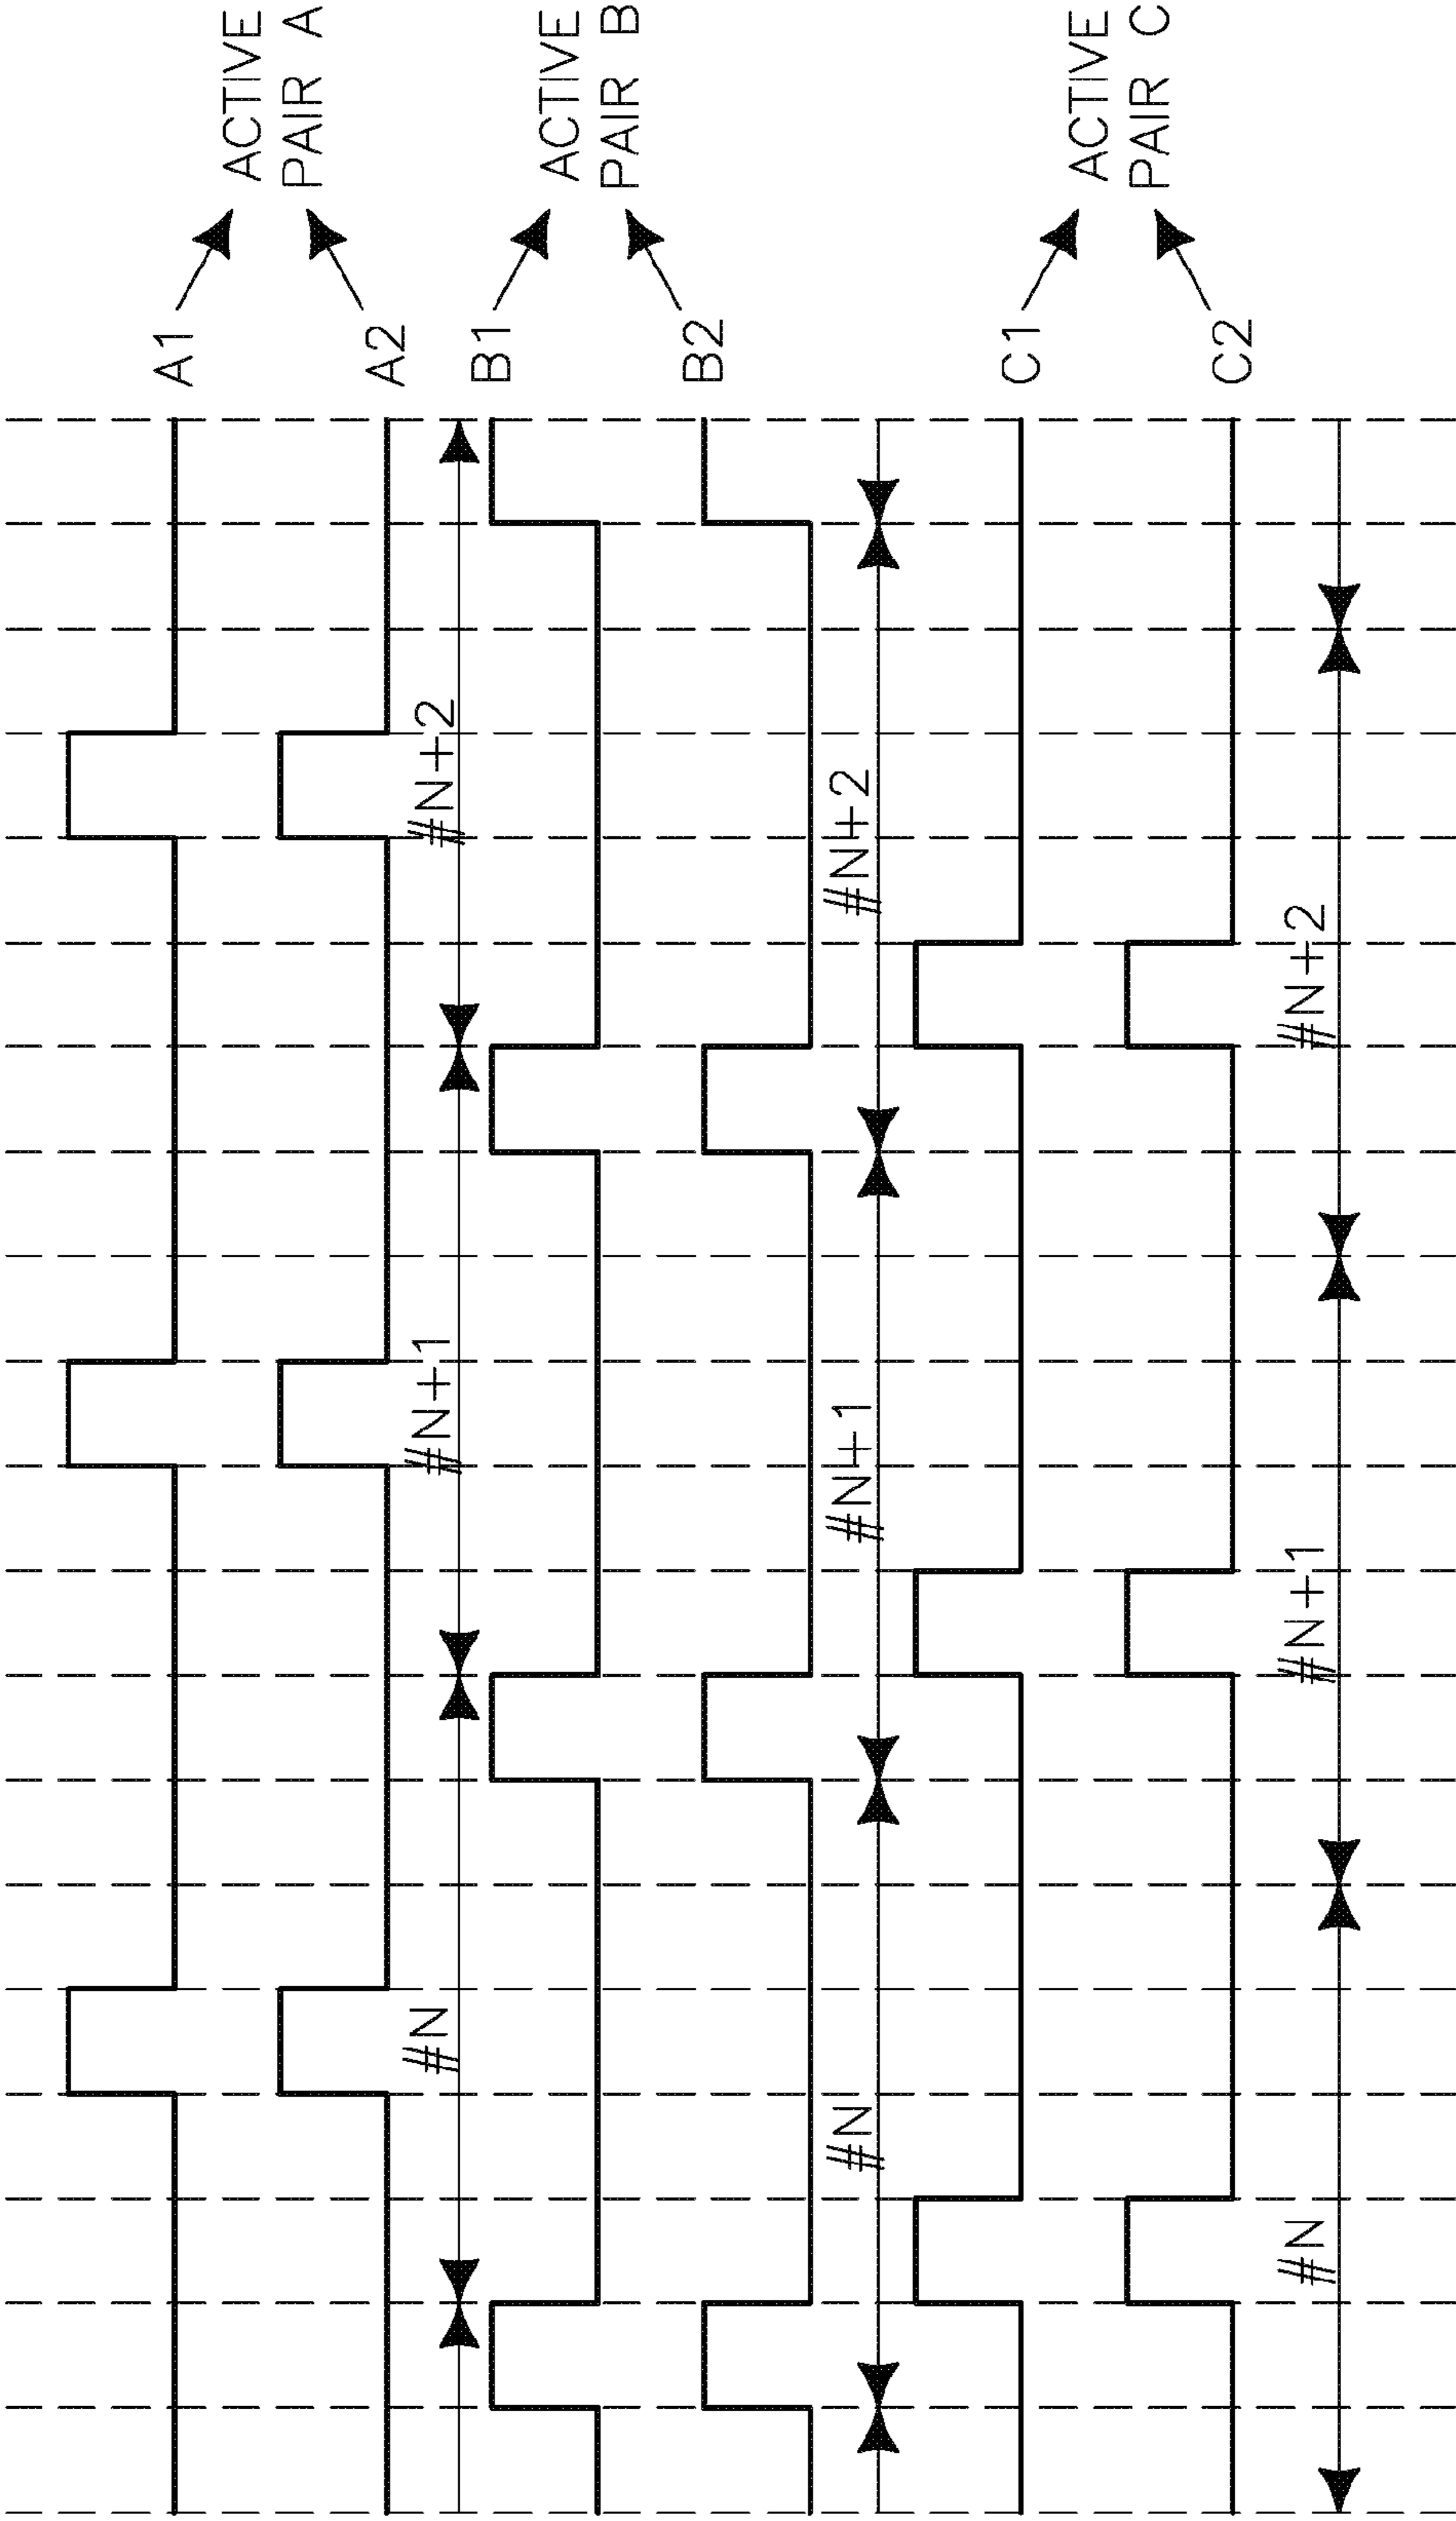 A1
ACTIVE
PAIR A
A2
#N
#N+1
#N+2
B1
ACTIVE
PAIR B
B2
#N
#N+1
#N+2
C1
ACTIVE
PAIR C
C2
#N
#N+1
#N+2